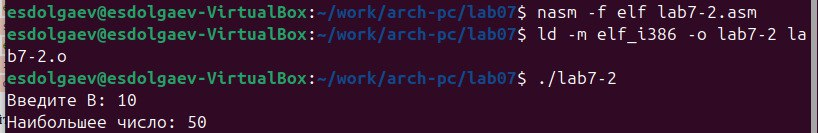 esdolgaev@esdolgaev-VirtualBox:~/work/arch-pc/lab07$ nasm -f elf lab7-2.asm
esdolgaev@esdolgaev-VirtualBox:~/work/arch-pc/lab07$ ld -m elf_i386 -o lab7-2 la
b7-2.o
esdolgaev@esdolgaev-VirtualBox:~/work/arch-pc/lab07$ ./lab7-2
Введите В: 10
Наибольшее число: 50